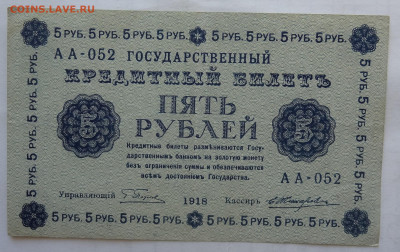 COINS.LAVE.RU
5 РУБ. 5 РУБ. 5 РУБ. 5 РУБ. 5 РУБ. 5 РУБ. 5 РУБ. 5 РУБ.
АА-052 ГОСУДАРСТВЕННЫЙ
КРЕДИТНЫЙ БИЛЕТЪ
ПЯТЬ
5 РУБЛЕЙ 5
Кредитные билеты размѣниваются Госу-
дарственнымъ банкомъ на золотую монету
безъ ограниченія суммы и обезпечиваются
всѣмъ достояніемъ Государства.
АА-052
Управляющій 1918 Кассиръ
5 РУБ. 5 РУБ. 5 РУБ. 5 РУБ. 5 РУБ. 5 РУБ. 5 РУБ. 5 РУБ.